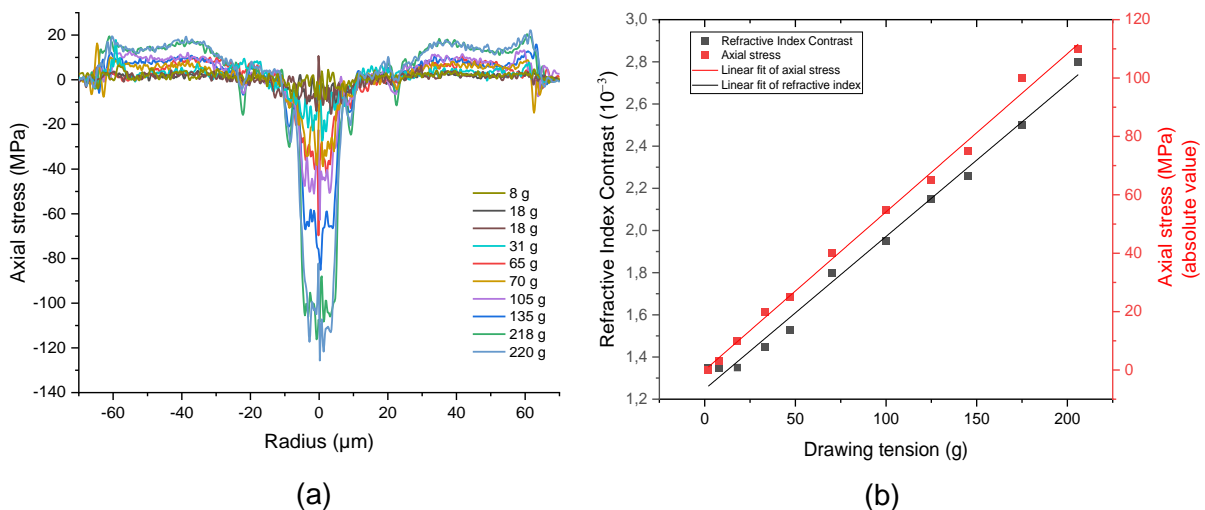 20
0
-20
-40
-60
-80
-100
-120
-140
-60
-40
-20
0
20
40
60
Axial stress (MPa)
Radius (µm)
8 g
18 g
18 g
31 g
65 g
70 g
105 g
135 g
218 g
220 g
(a)
3,0
2,8
2,6
2,4
2,2
2,0
1,8
1,6
1,4
1,2
Refractive Index Contrast (10⁻³)
Refractive Index Contrast
Axial stress
Linear fit of axial stress
Linear fit of refractive index
0
50
100
150
200
Drawing tension (g)
120
100
80
60
40
20
0
Axial stress (MPa)
(absolute value)
(b)